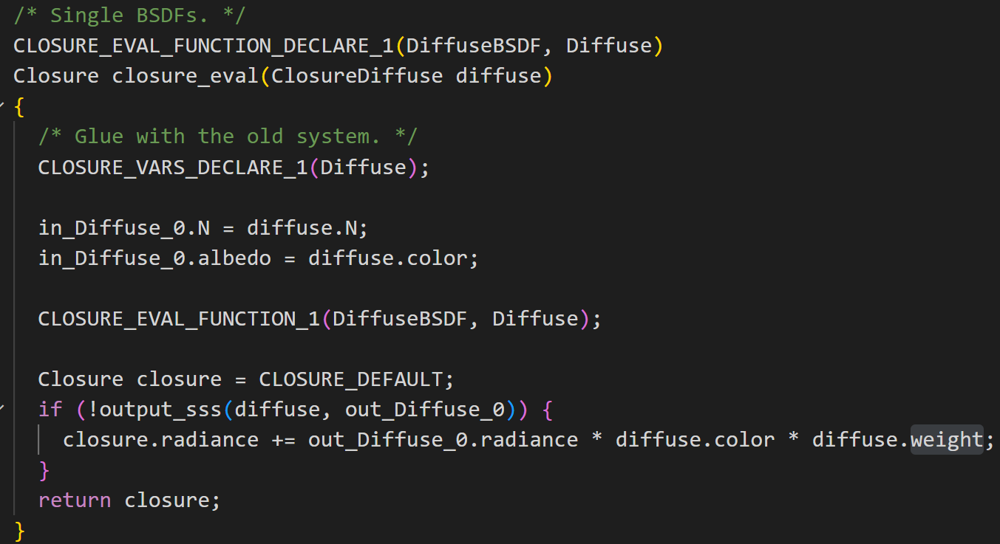 /* Single BSDFs. */
CLOSURE_EVAL_FUNCTION_DECLARE_1(DiffuseBSDF, Diffuse)
Closure closure_eval(ClosureDiffuse diffuse)
{
  /* Glue with the old system. */
  CLOSURE_VARS_DECLARE_1(Diffuse);

  in_Diffuse_0.N = diffuse.N;
  in_Diffuse_0.albedo = diffuse.color;

  CLOSURE_EVAL_FUNCTION_1(DiffuseBSDF, Diffuse);

  Closure closure = CLOSURE_DEFAULT;
  if (!output_sss(diffuse, out_Diffuse_0)) {
    closure.radiance += out_Diffuse_0.radiance * diffuse.color * diffuse.weight;
  }
  return closure;
}